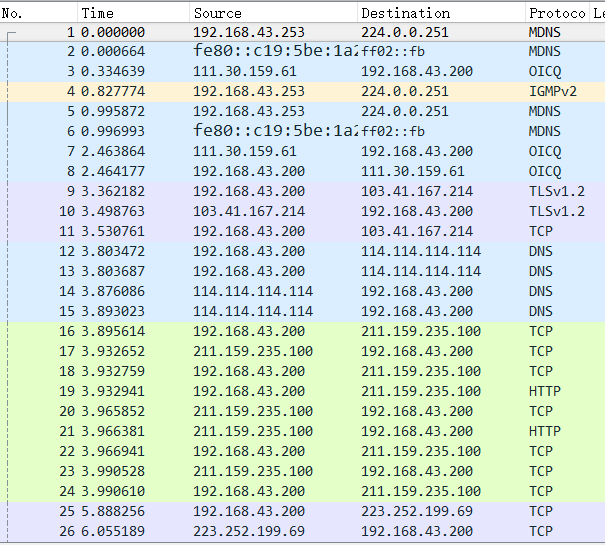 No. Time Source Destination Protoco Le
1 0.000000 192.168.43.253 224.0.0.251 MDNS
2 0.000664 fe80::c19:5be:1a2 ff02::fb MDNS
3 0.334639 111.30.159.61 192.168.43.200 OICQ
4 0.827774 192.168.43.253 224.0.0.251 IGMPv2
5 0.995872 192.168.43.253 224.0.0.251 MDNS
6 0.996993 fe80::c19:5be:1a2 ff02::fb MDNS
7 2.463864 111.30.159.61 192.168.43.200 OICQ
8 2.464177 192.168.43.200 111.30.159.61 OICQ
9 3.362182 192.168.43.200 103.41.167.214 TLSv1.2
10 3.498763 103.41.167.214 192.168.43.200 TLSv1.2
11 3.530761 192.168.43.200 103.41.167.214 TCP
12 3.803472 192.168.43.200 114.114.114.114 DNS
13 3.803687 192.168.43.200 114.114.114.114 DNS
14 3.876086 114.114.114.114 192.168.43.200 DNS
15 3.893023 114.114.114.114 192.168.43.200 DNS
16 3.895614 192.168.43.200 211.159.235.100 TCP
17 3.932652 211.159.235.100 192.168.43.200 TCP
18 3.932759 192.168.43.200 211.159.235.100 TCP
19 3.932941 192.168.43.200 211.159.235.100 HTTP
20 3.965852 211.159.235.100 192.168.43.200 TCP
21 3.966381 211.159.235.100 192.168.43.200 HTTP
22 3.966941 192.168.43.200 211.159.235.100 TCP
23 3.990528 211.159.235.100 192.168.43.200 TCP
24 3.990610 192.168.43.200 211.159.235.100 TCP
25 5.888256 192.168.43.200 223.252.199.69 TCP
26 6.055189 223.252.199.69 192.168.43.200 TCP